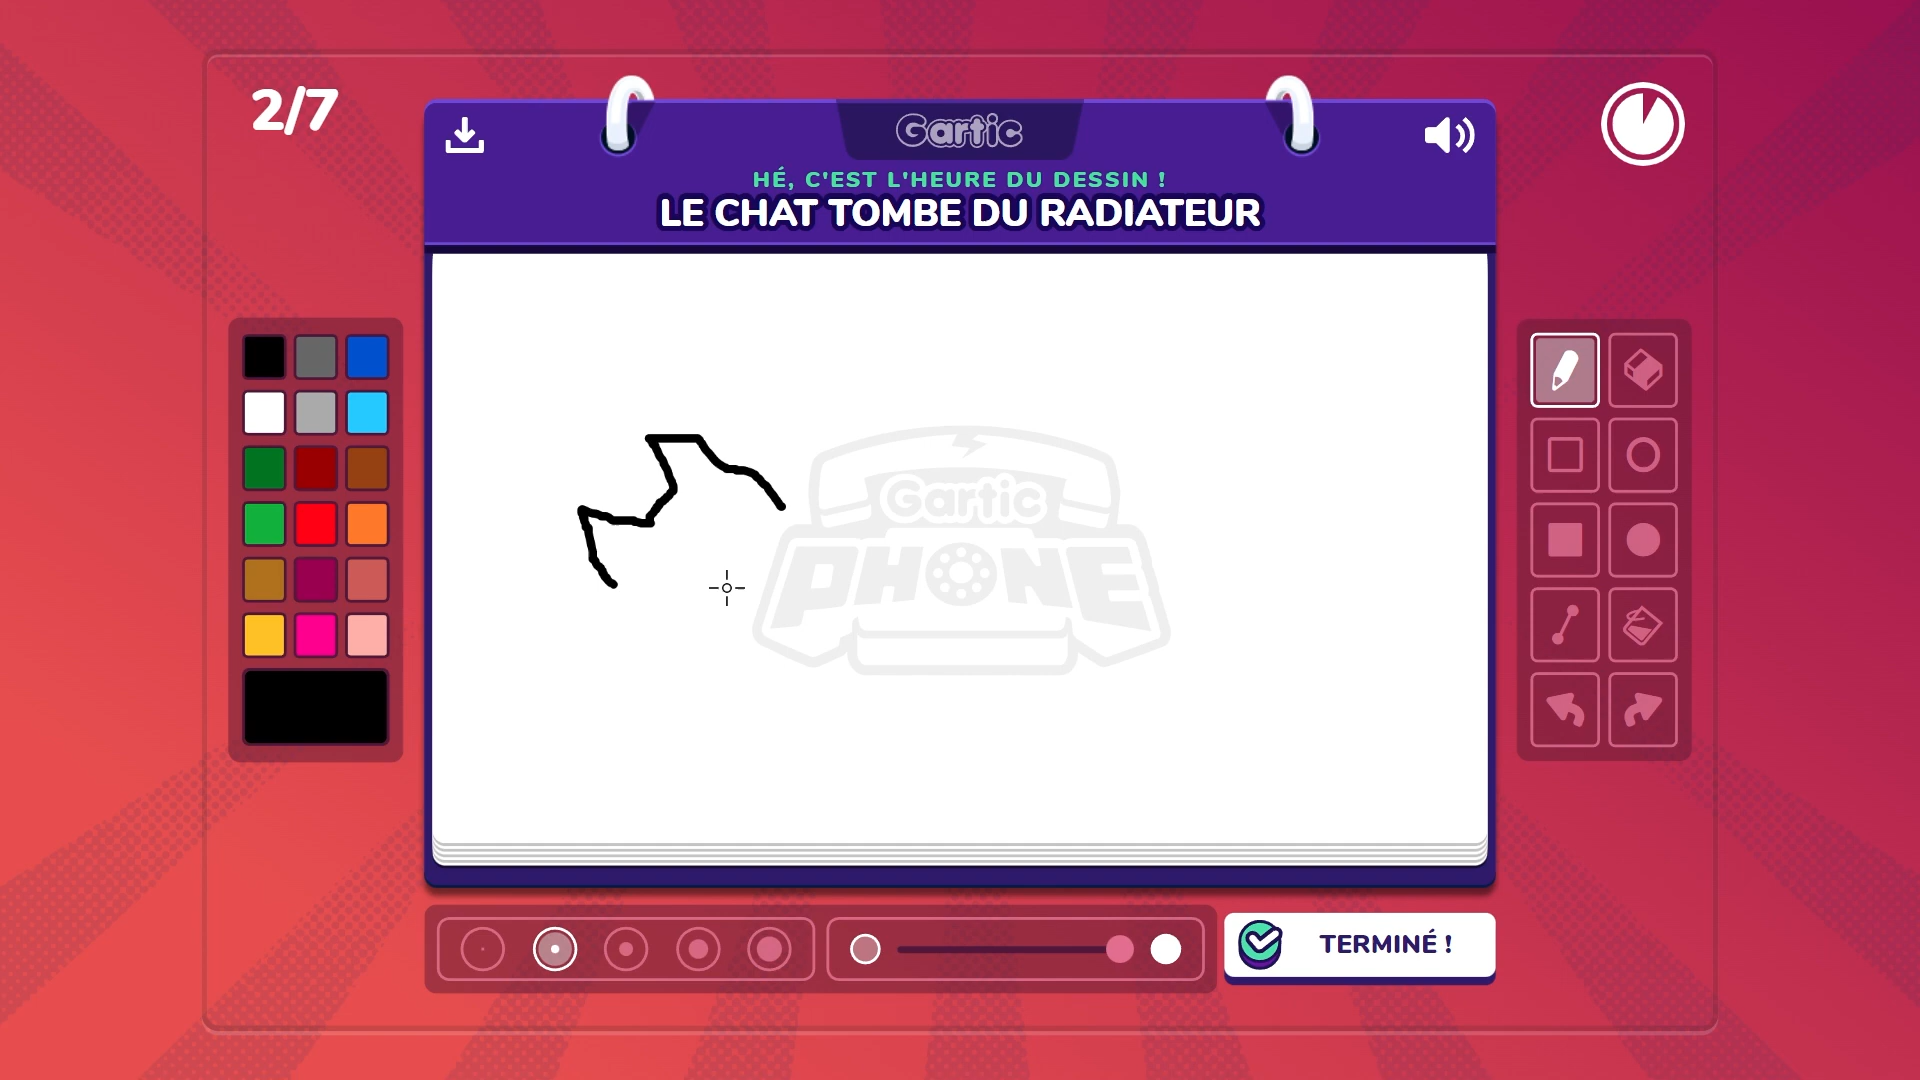 2/7
Gartic
HÉ, C'EST L'HEURE DU DESSIN !
LE CHAT TOMBE DU RADIATEUR
Gartic
PHONE
TERMINÉ !